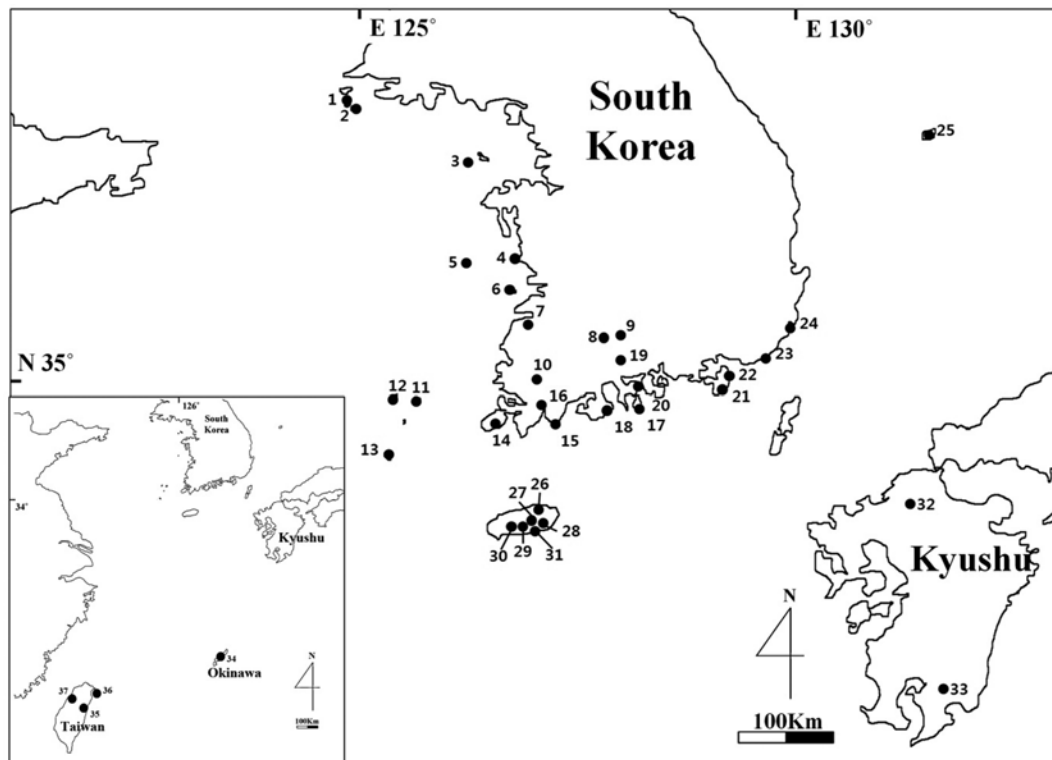 E 125°
E 130°
South
Korea
1
2
25
3
4
5
6
7
24
8
9
N 35°
19
23
10
22
12
11
16
21
20
14
15
18
17
13
26
27
28
30
29
31
32
Kyushu
33
N
100Km
126°
South
Korea
34°
Kyushu
34
Okinawa
N
37
36
35
Taiwan
100Km